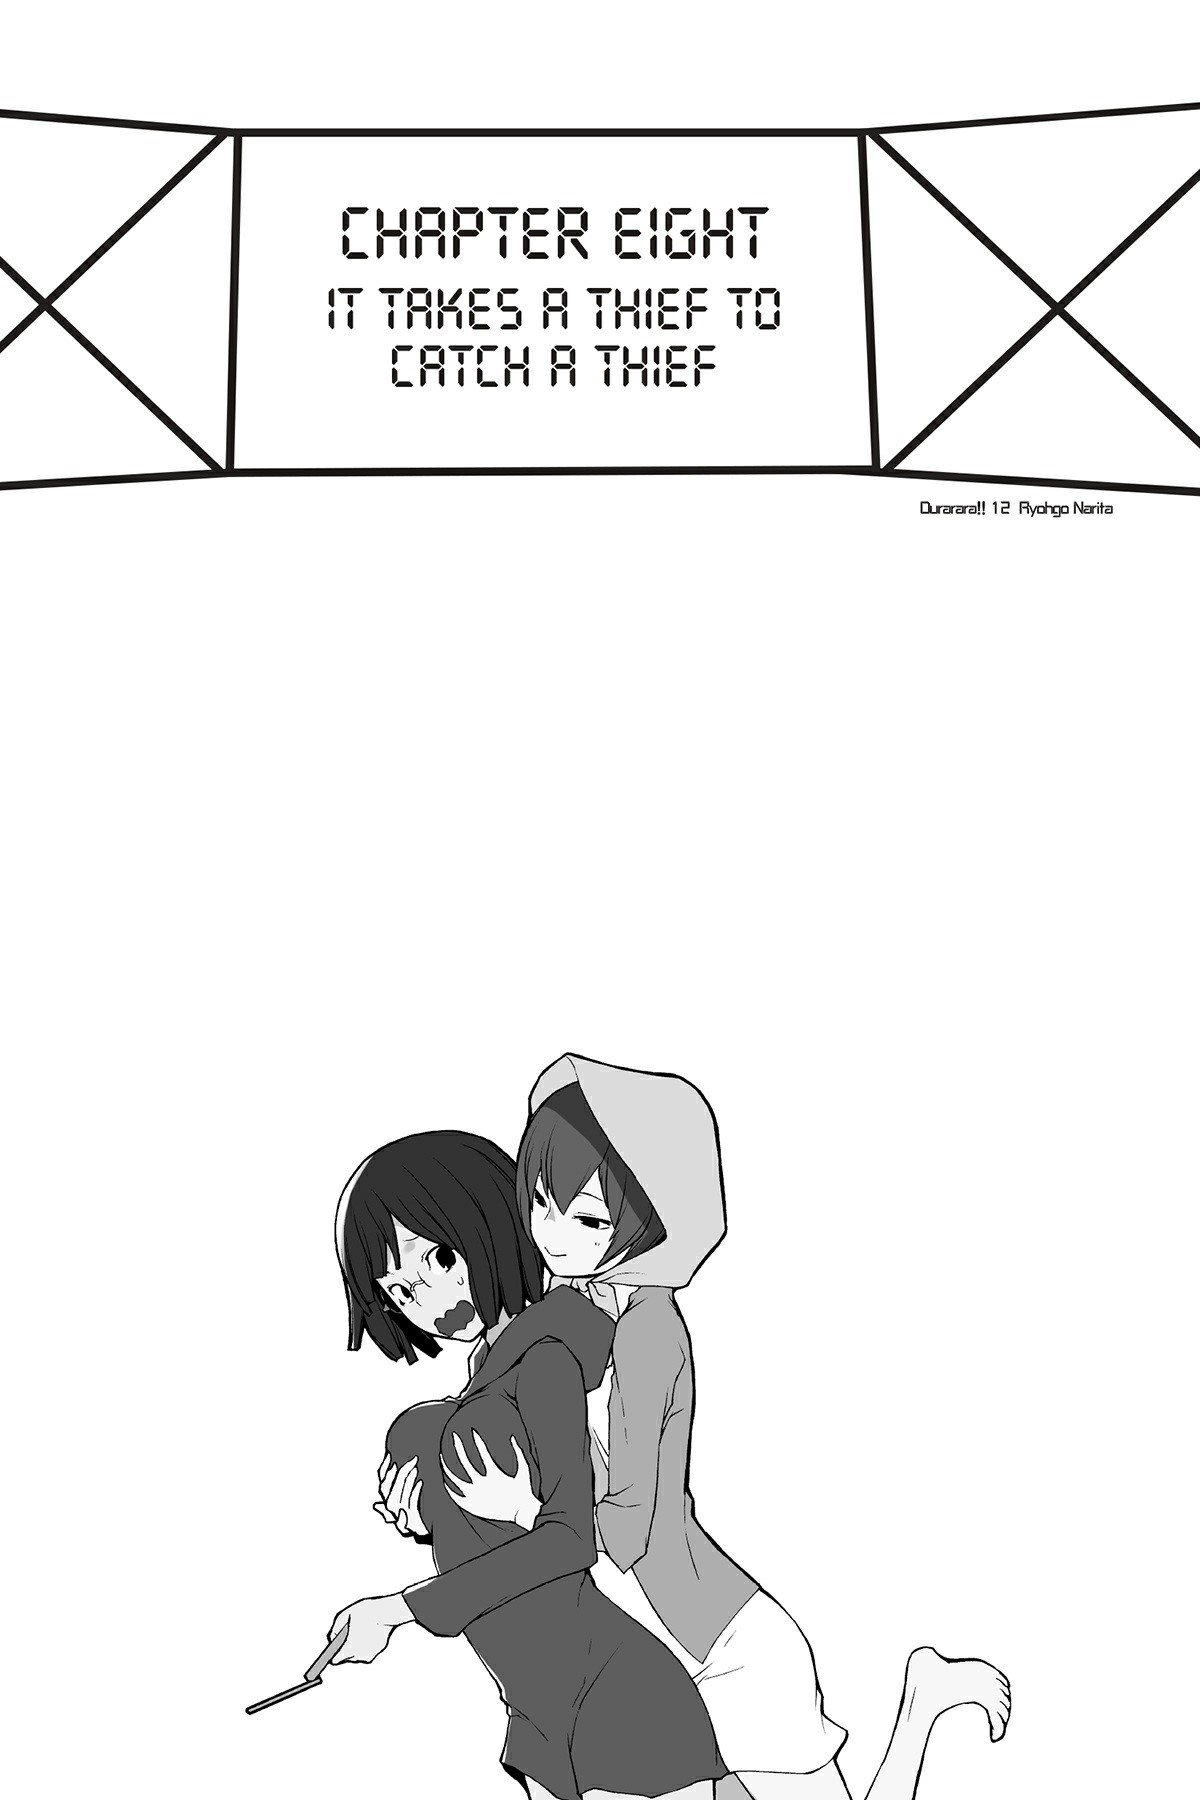 CHAPTER EIGHT
IT TAKES A THIEF TO
CATCH A THIEF
Durarara!! 12 Ryohgo Narita